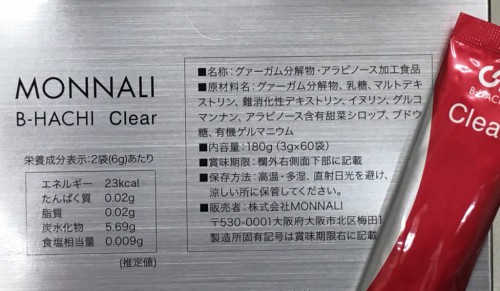 MONNALI
B-HACHI Clear
栄養成分表示:2袋(6g)あたり
エネルギー 23kcal
たんぱく質 0.02g
脂質 0.02g
炭水化物 5.69g
食塩相当量 0.009g
(推定値)
■名称:グァーガム分解物・アラビノース加工食品
■原材料名:グァーガム分解物、乳糖、マルトデキ
ストリン、難消化性デキストリン、イヌリン、グルコ
マンナン、アラビノース含有甜菜シロップ、ブドウ
糖、有機ゲルマニウム
■内容量:180g (3g×60袋)
■賞味期限:欄外右側面下部に記載
■保存方法:高温・多湿、直射日光を避け、
涼しい所に保管してください。
■販売者:株式会社MONNALI
〒530-0001大阪府大阪市北区梅田1
製造所固有記号は賞味期限右に記載
B-HACHI
Clear